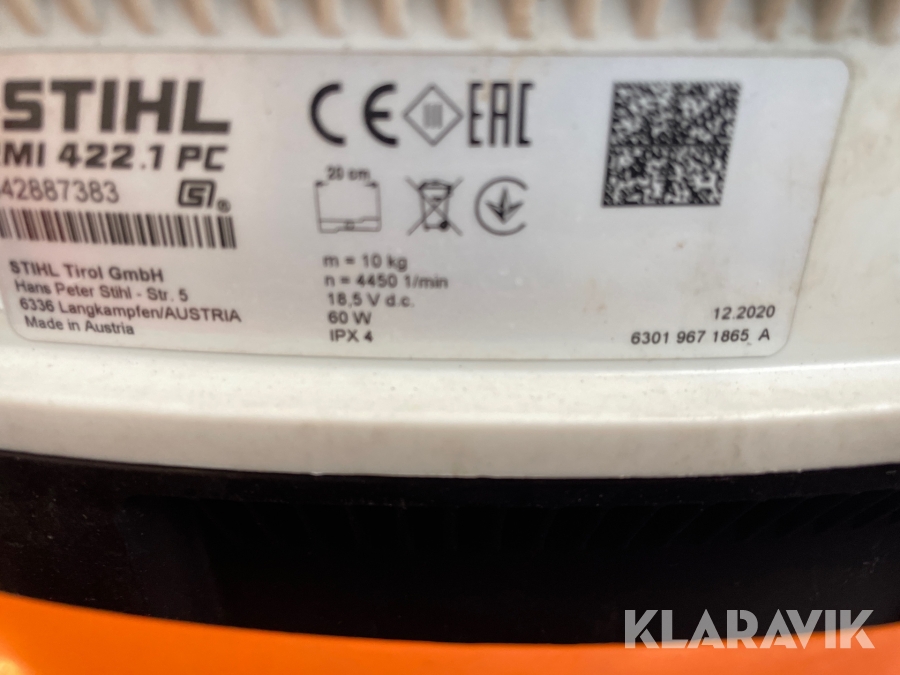 STIHL
MI 422.1 PC
42887383
®
STIHL Tirol GmbH
Hans Peter Stihl - Str. 5
6336 Langkampfen/AUSTRIA
Made in Austria
CE III EAC
20 cm
m = 10 kg
n = 4450 1/min
18,5 V d.c.
60 W
IPX 4
12.2020
6301 967 1865 A
KLARAVIK